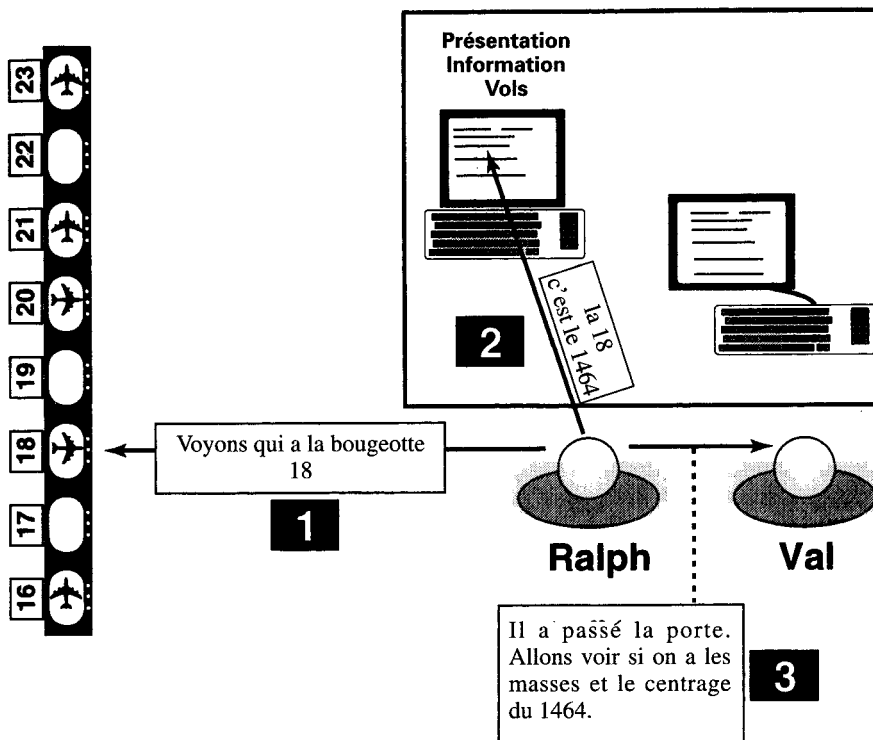 Présentation
Information
Vols
23
22
21
20
19
18
17
16
la 18
c'est le 1464
2
Voyons qui a la bougeotte
18
1
Ralph
Val
Il a passé la porte.
Allons voir si on a les
masses et le centrage
du 1464.
3